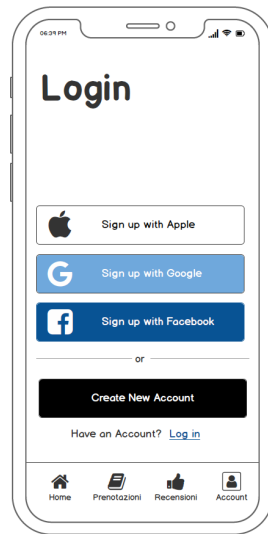 06:39 PM
Login
Sign up with Apple
Sign up with Google
Sign up with Facebook
or
Create New Account
Have an Account? Log in
Home Prenotazioni Recensioni Account